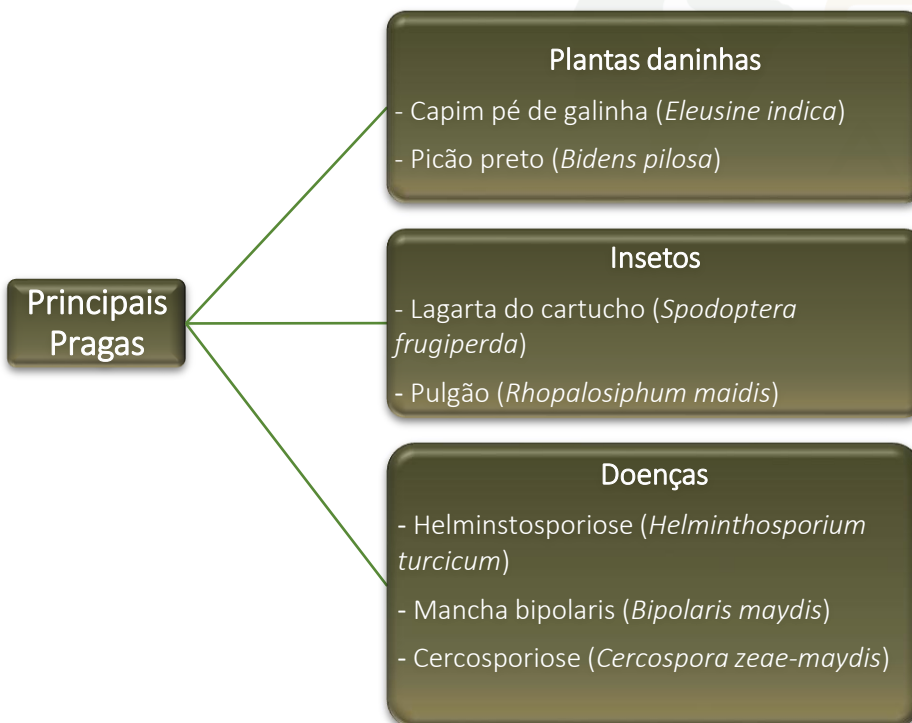 Principais
Pragas
Plantas daninhas
- Capim pé de galinha (Eleusine indica)
- Picão preto (Bidens pilosa)
Insetos
- Lagarta do cartucho (Spodoptera
frugiperda)
- Pulgão (Rhopalosiphum maidis)
Doenças
- Helminstosporiose (Helminthosporium
turcicum)
- Mancha bipolaris (Bipolaris maydis)
- Cercosporiose (Cercospora zeae-maydis)